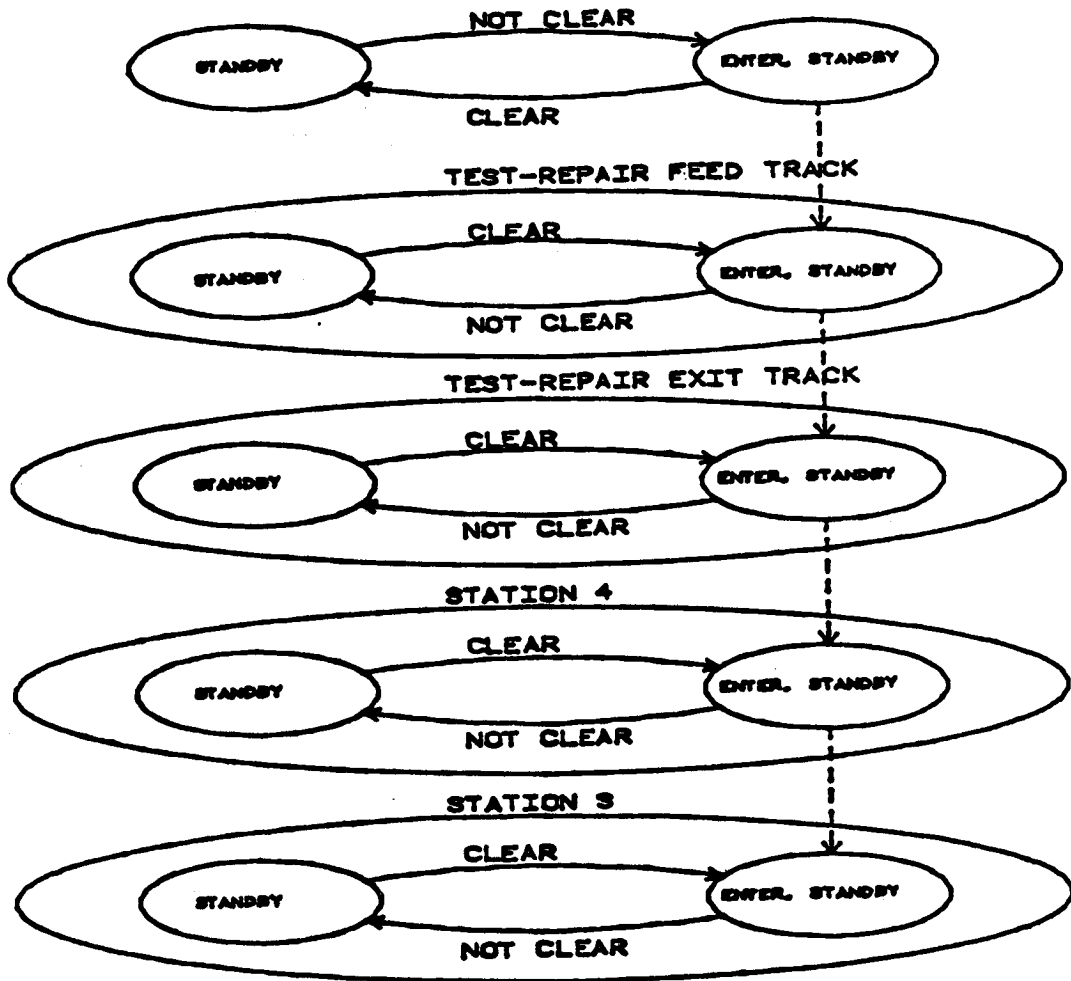 NOT CLEAR
STANDBY
ENTER, STANDBY
CLEAR
TEST-REPAIR FEED TRACK
CLEAR
STANDBY
ENTER, STANDBY
NOT CLEAR
TEST-REPAIR EXIT TRACK
CLEAR
STANDBY
ENTER, STANDBY
NOT CLEAR
STATION 4
CLEAR
STANDBY
ENTER, STANDBY
NOT CLEAR
STATION 3
CLEAR
STANDBY
ENTER, STANDBY
NOT CLEAR